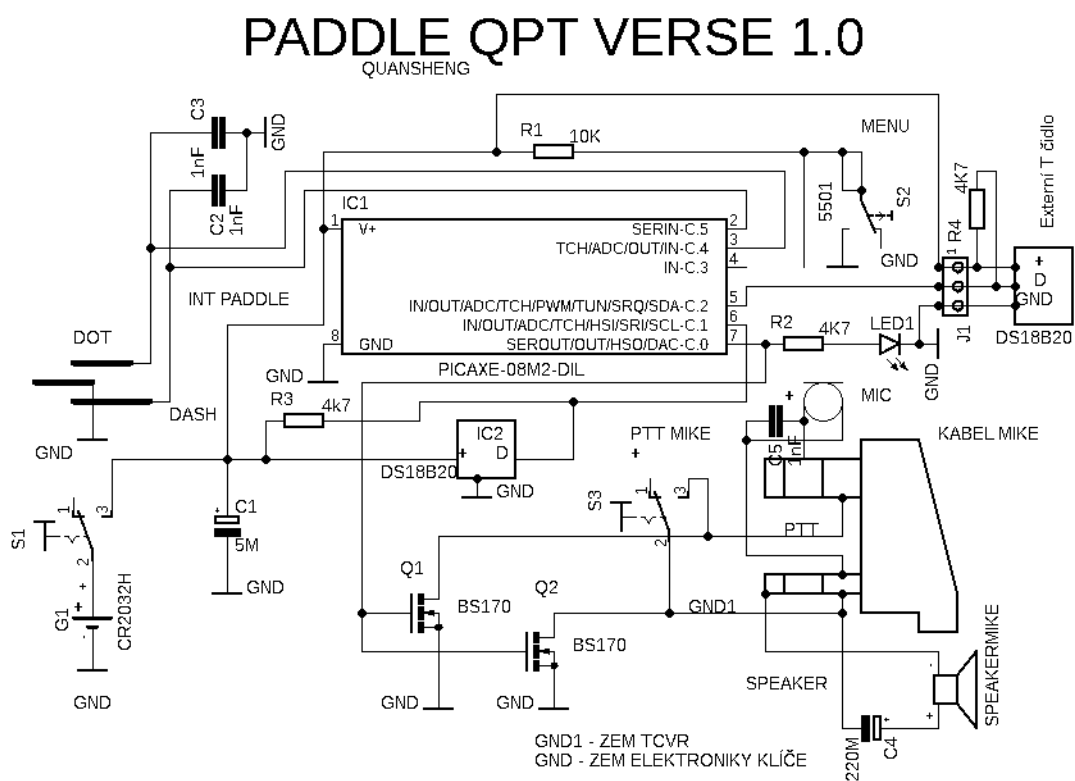 PADDLE QPT VERSE 1.0
QUANSHENG
C3
1nF
GND
C2
1nF
R1
10K
MENU
5501
S2
GND
4K7
R4
Externí T čidlo
IC1
1
V+
SERIN-C.5
2
TCH/ADC/OUT/IN-C.4
3
IN-C.3
4
IN/OUT/ADC/TCH/PWM/TUN/SRQ/SDA-C.2
5
IN/OUT/ADC/TCH/HSI/SRI/SCL-C.1
6
8
GND
SEROUT/OUT/HSO/DAC-C.0
7
PICAXE-08M2-DIL
GND
INT PADDLE
DOT
DASH
GND
R2
4K7
LED1
GND
1
J1
+
D
GND
DS18B20
R3
4k7
IC2
+
D
DS18B20
GND
PTT MIKE
+
S3
1
3
2
+
MIC
C5
1nF
KABEL MIKE
PTT
GND1
S1
1
3
2
+
+
G1
-
CR2032H
GND
+
C1
5M
GND
Q1
BS170
GND
Q2
BS170
GND
SPEAKER
-
+
SPEAKERMIKE
+
220M
C4
GND1 - ZEM TCVR
GND - ZEM ELEKTRONIKY KLÍČE